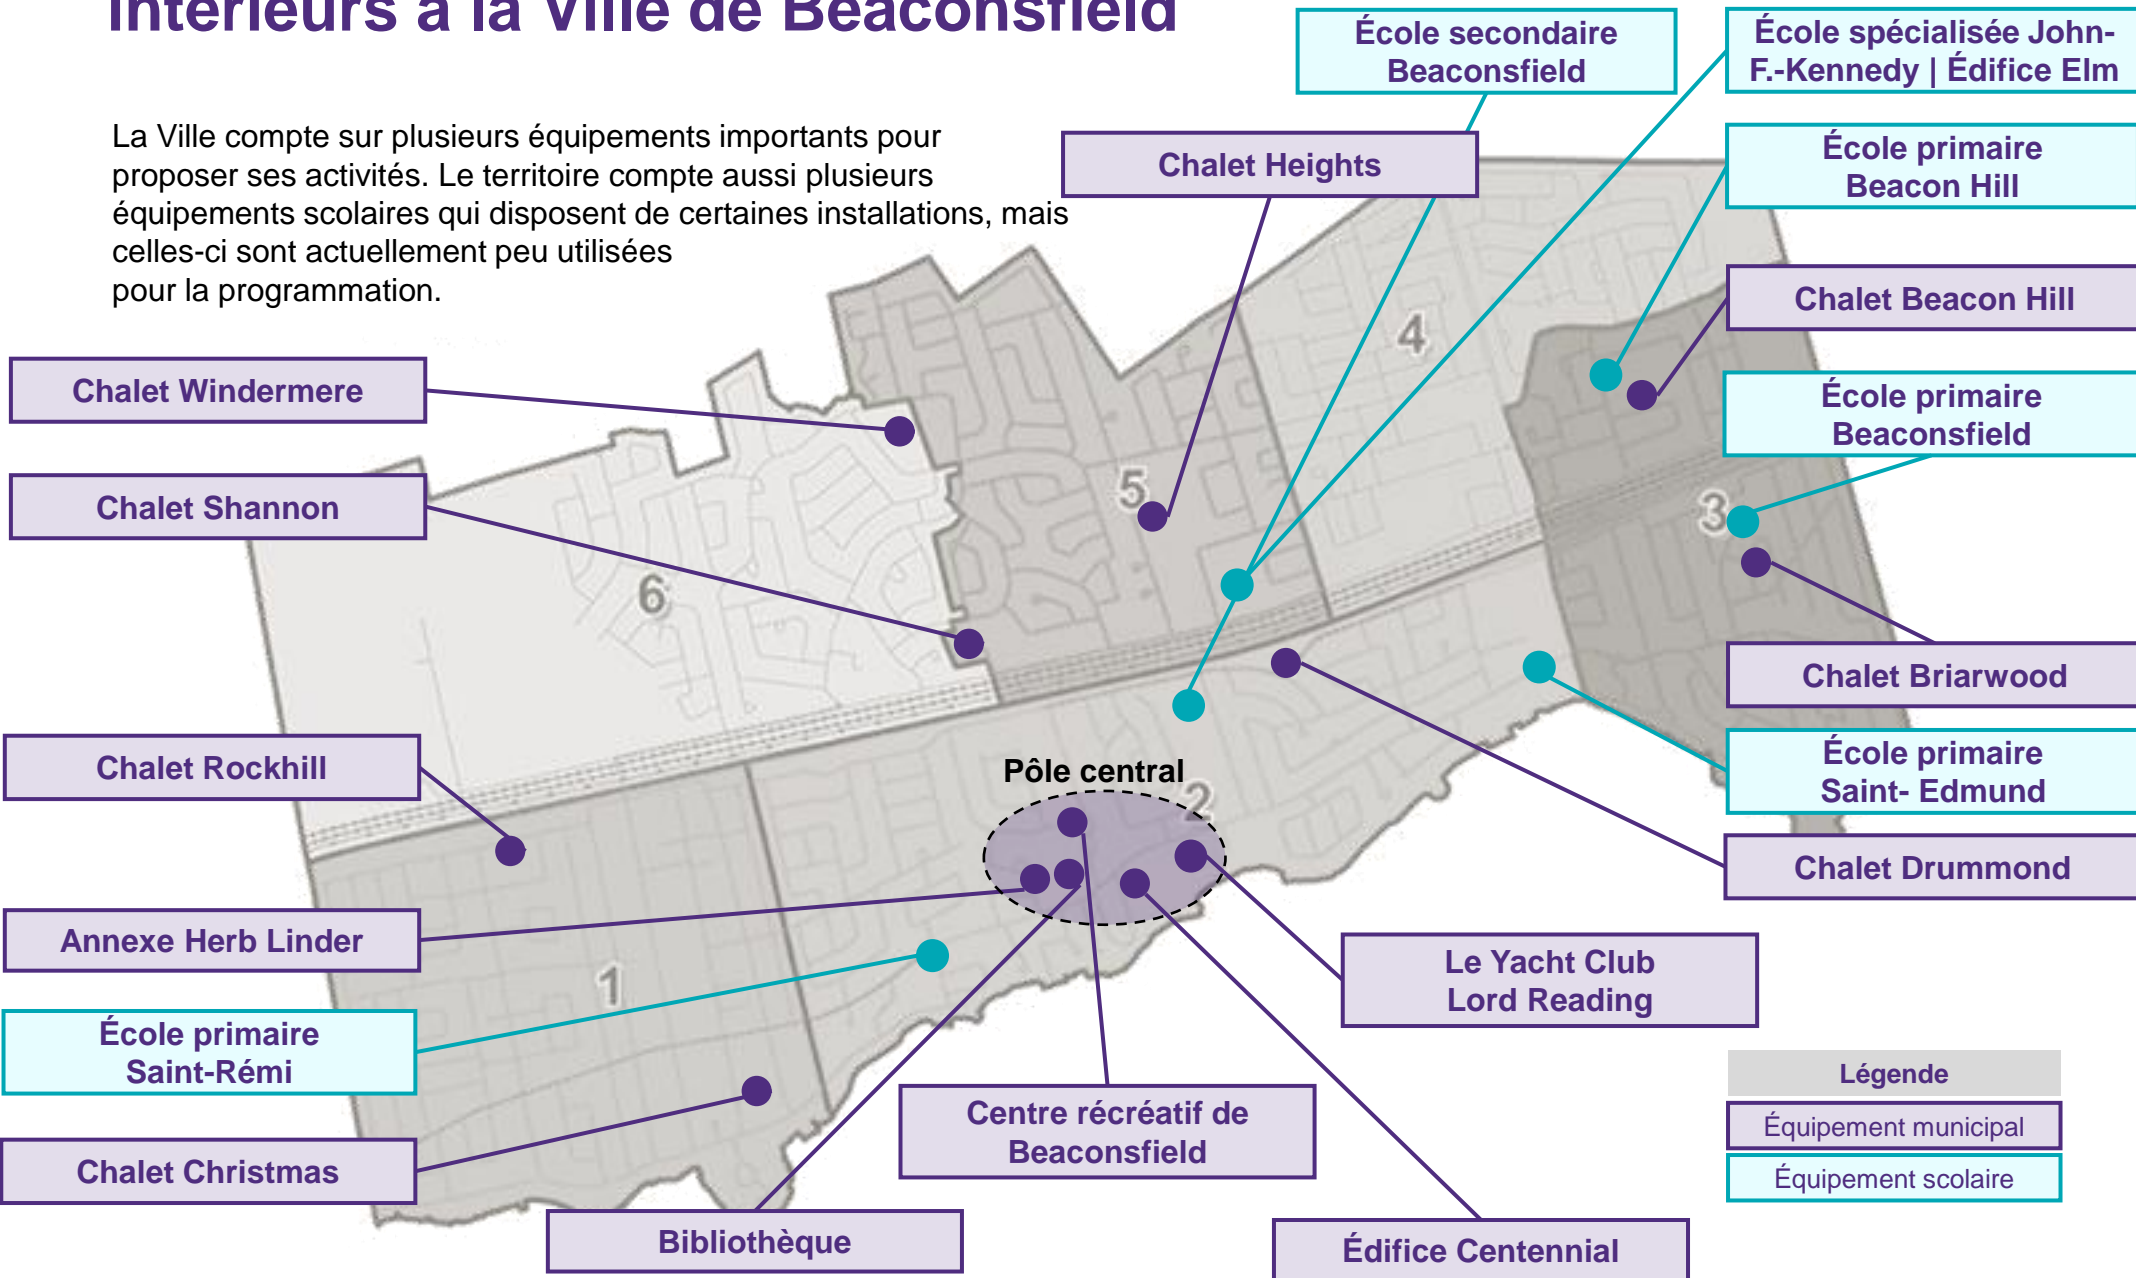 Intérieurs à la Ville de Beaconsfield
La Ville compte sur plusieurs équipements importants pour
proposer ses activités. Le territoire compte aussi plusieurs
équipements scolaires qui disposent de certaines installations, mais
celles-ci sont actuellement peu utilisées
pour la programmation.
École secondaire
Beaconsfield
École spécialisée John-
F.-Kennedy | Édifice Elm
Chalet Heights
École primaire
Beacon Hill
Chalet Beacon Hill
4
Chalet Windermere
École primaire
Beaconsfield
Chalet Shannon
5
3
6
Chalet Briarwood
Chalet Rockhill
École primaire
Saint- Edmund
Pôle central
2
Chalet Drummond
Annexe Herb Linder
1
Le Yacht Club
Lord Reading
École primaire
Saint-Rémi
Centre récréatif de
Beaconsfield
Chalet Christmas
Bibliothèque
Édifice Centennial
Légende
Équipement municipal
Équipement scolaire